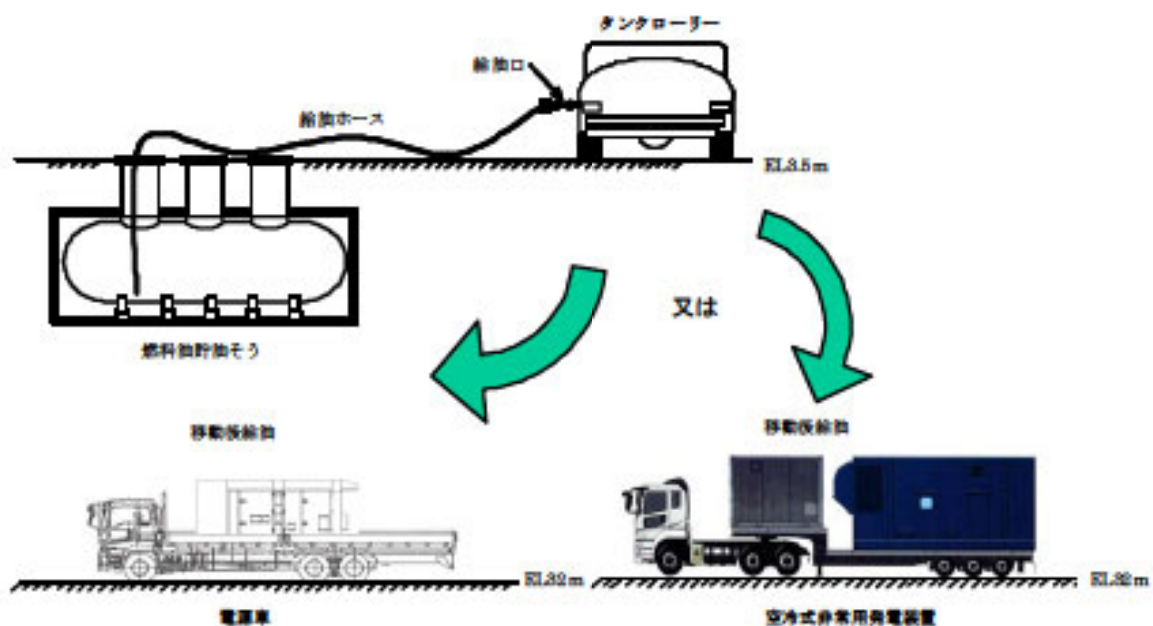 タンクローリー
給油口
給油ホース
EL3.5m
燃料油貯油そう
又は
移動後給油
移動後給油
EL32m
EL32m
電源車
空冷式非常用発電装置